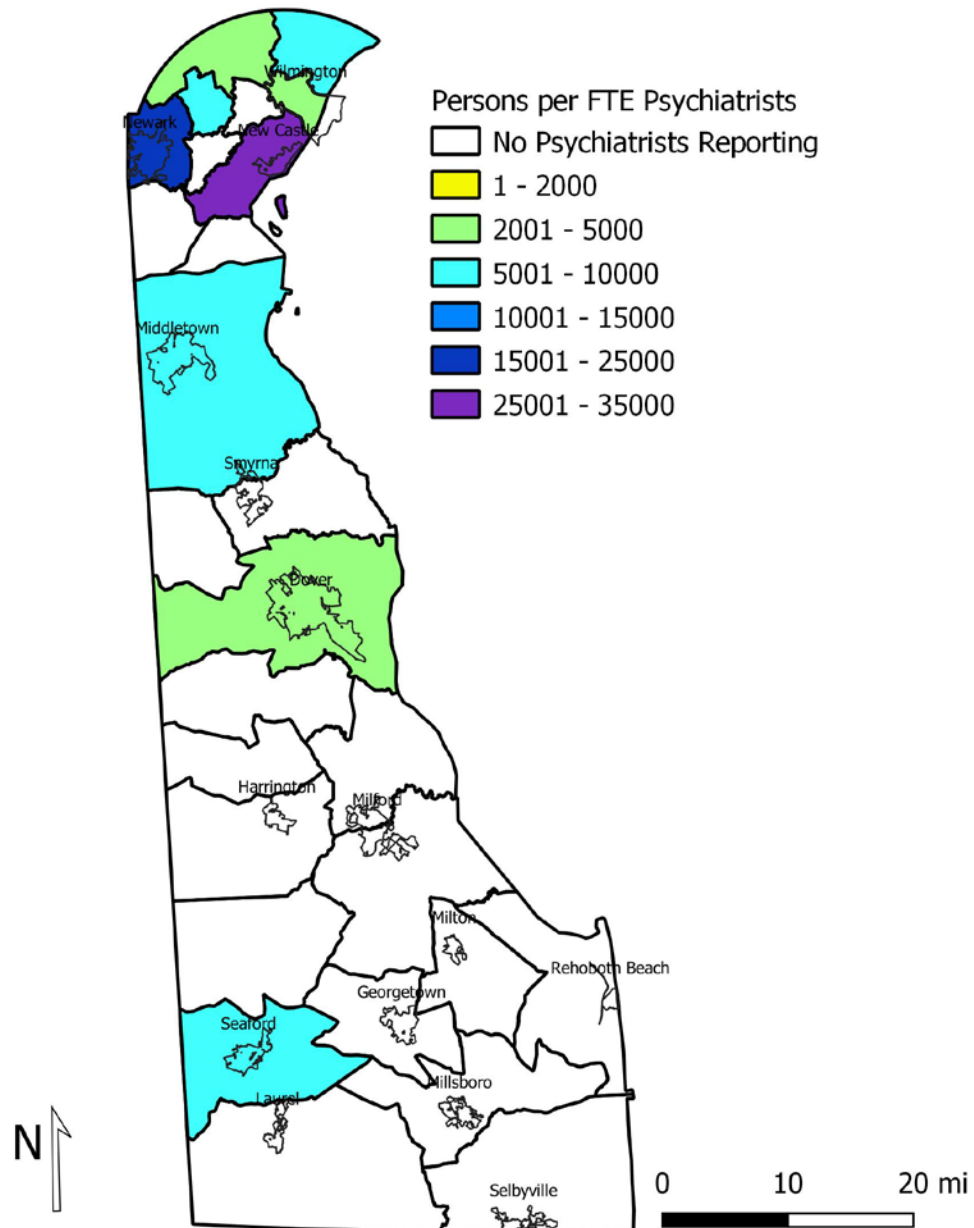 Wilmington
Persons per FTE Psychiatrists
No Psychiatrists Reporting
Newark
New Castle
1 - 2000
2001 - 5000
5001 - 10000
10001 - 15000
15001 - 25000
25001 - 35000
Middletown
Smyrna
Dover
Harrington
Milford
Milton
Rehoboth Beach
Georgetown
Seaford
Millsboro
Laurel
N
0 10 20 mi
Selbyville